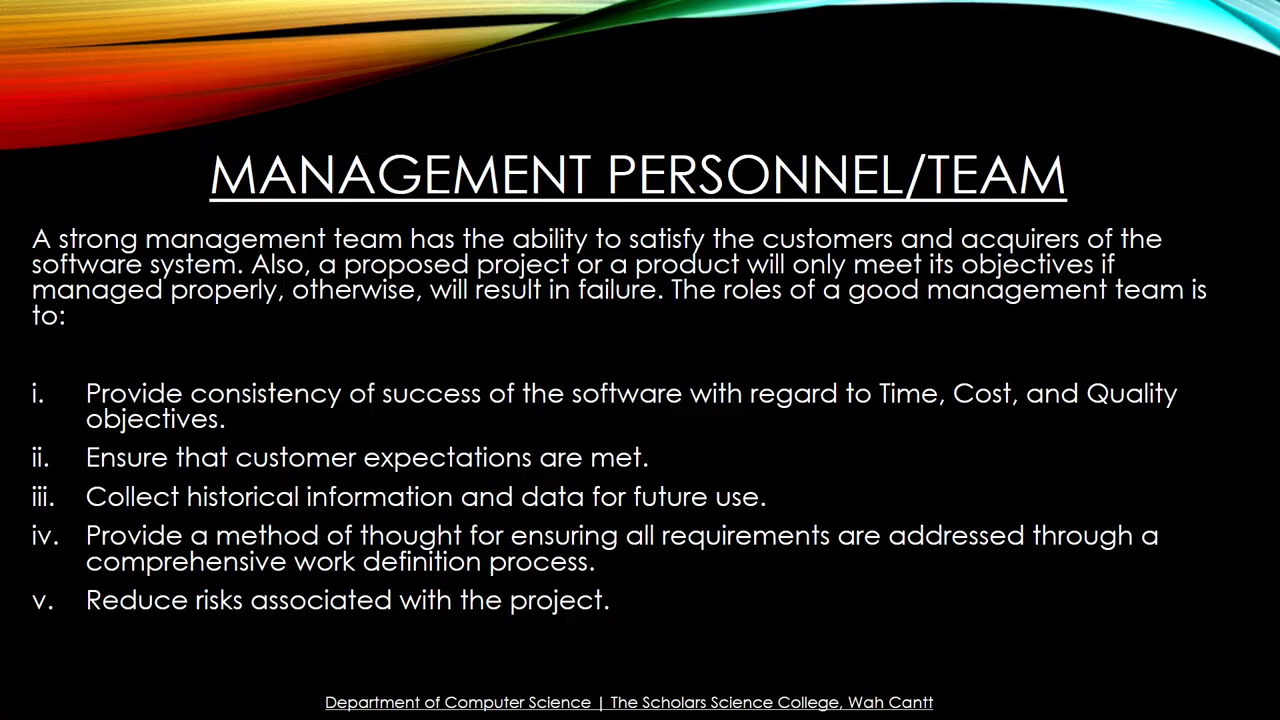 MANAGEMENT PERSONNEL/TEAM
A strong management team has the ability to satisfy the customers and acquirers of the
software system. Also, a proposed project or a product will only meet its objectives if
managed properly, otherwise, will result in failure. The roles of a good management team is
to:
i. Provide consistency of success of the software with regard to Time, Cost, and Quality
objectives.
ii. Ensure that customer expectations are met.
iii. Collect historical information and data for future use.
iv. Provide a method of thought for ensuring all requirements are addressed through a
comprehensive work definition process.
v. Reduce risks associated with the project.
Department of Computer Science | The Scholars Science College, Wah Cantt